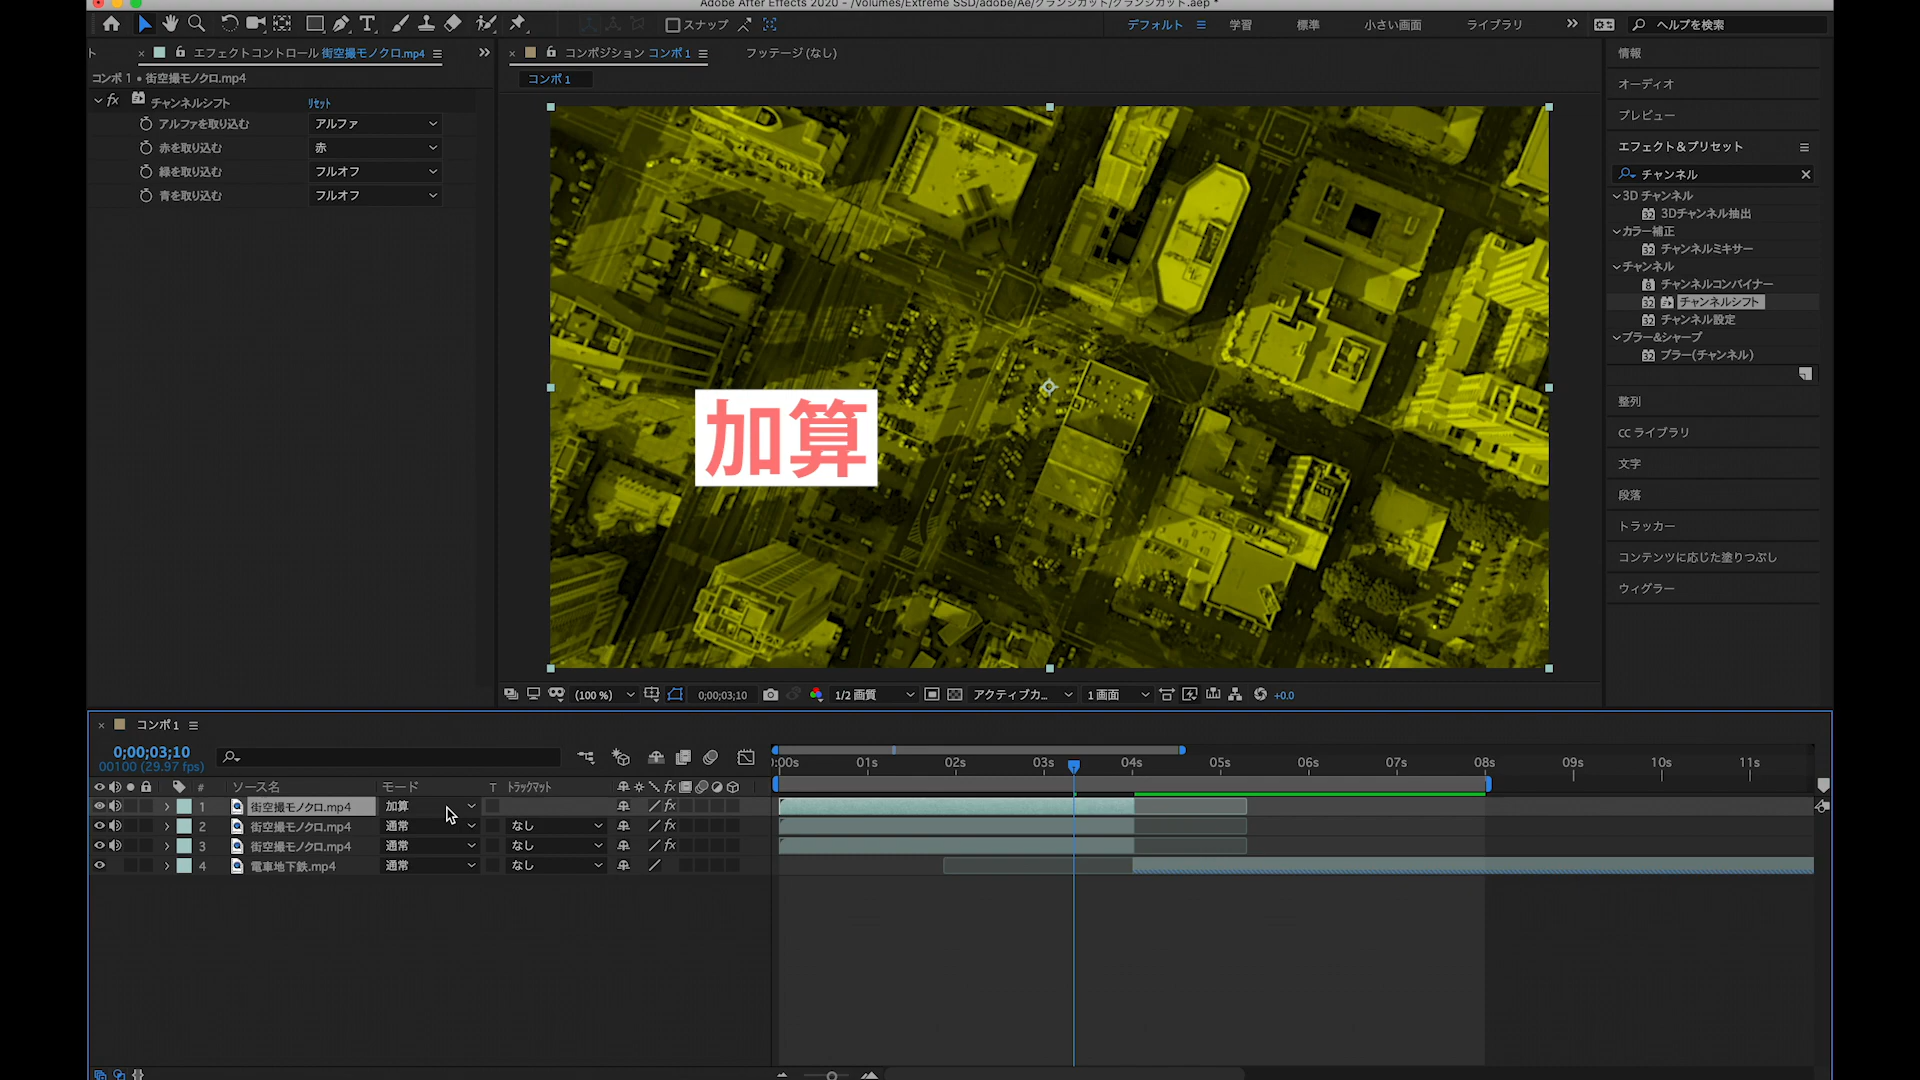 Adobe After Effects 2020 - /Volumes/Extreme SSD/adobe/Ae/グランジカット/グランジカット.aep *
スナップ
デフォルト
学習
標準
小さい画面
ライブラリ
ヘルプを検索
ト
エフェクトコントロール 街空撮モノクロ.mp4
コンポジション コンポ 1
フッテージ (なし)
情報
コンポ 1 • 街空撮モノクロ.mp4
コンポ 1
オーディオ
fx チャンネルシフト リセット
アルファを取り込む アルファ
赤を取り込む 赤
緑を取り込む フルオフ
青を取り込む フルオフ
プレビュー
エフェクト＆プリセット
チャンネル
3D チャンネル
3Dチャンネル抽出
カラー補正
チャンネルミキサー
チャンネル
チャンネルコンバイナー
チャンネルシフト
チャンネル設定
ブラー&シャープ
ブラー(チャンネル)
整列
CC ライブラリ
文字
段落
トラッカー
コンテンツに応じた塗りつぶし
ウィグラー
加算
(100 %) 0;00;03;10 1/2 画質 アクティブカ... 1 画面 +0.0
コンポ 1
0;00;03;10
00100 (29.97 fps)
:00s 01s 02s 03s 04s 05s 06s 07s 08s 09s 10s 11s
# ソース名 モード T トラックマット
1 街空撮モノクロ.mp4 加算
2 街空撮モノクロ.mp4 通常 なし
3 街空撮モノクロ.mp4 通常 なし
4 電車地下鉄.mp4 通常 なし